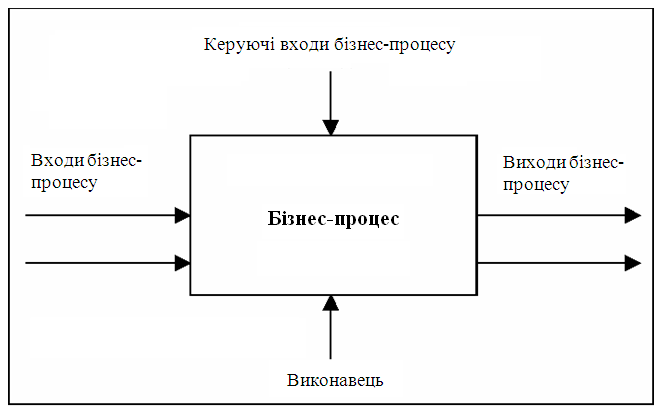 Керуючі входи бізнес-процесу
Входи бізнес-
процесу
Виходи бізнес-
процесу
Бізнес-процес
Виконавець